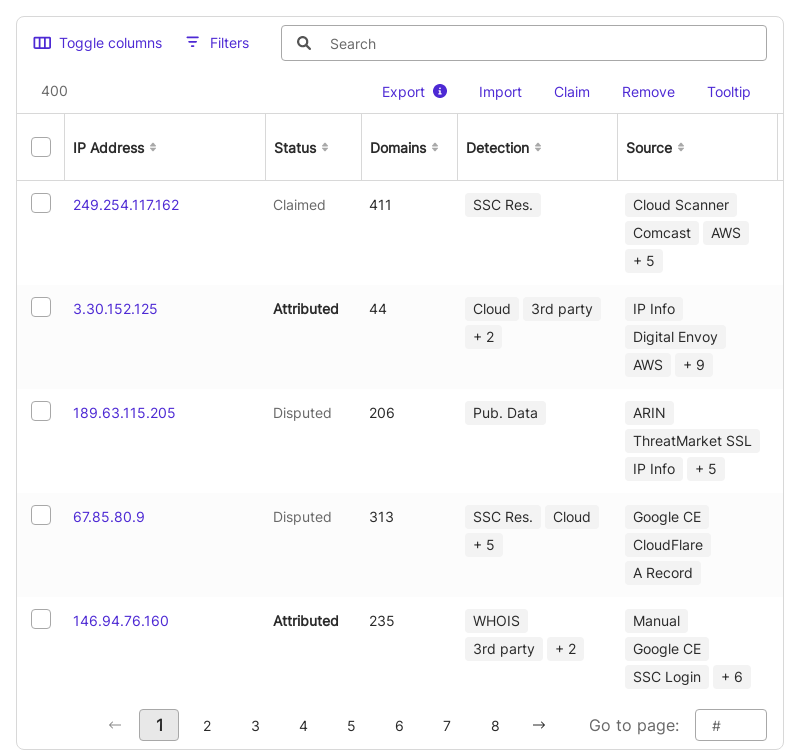 Toggle columns Filters Search
400 Export Import Claim Remove Tooltip
IP Address Status Domains Detection Source
249.254.117.162 Claimed 411 SSC Res. Cloud Scanner
Comcast AWS
+ 5
3.30.152.125 Attributed 44 Cloud 3rd party IP Info
+ 2 Digital Envoy
AWS + 9
189.63.115.205 Disputed 206 Pub. Data ARIN
ThreatMarket SSL
IP Info + 5
67.85.80.9 Disputed 313 SSC Res. Cloud Google CE
+ 5 CloudFlare
A Record
146.94.76.160 Attributed 235 WHOIS Manual
3rd party + 2 Google CE
SSC Login + 6
← 1 2 3 4 5 6 7 8 → Go to page: #